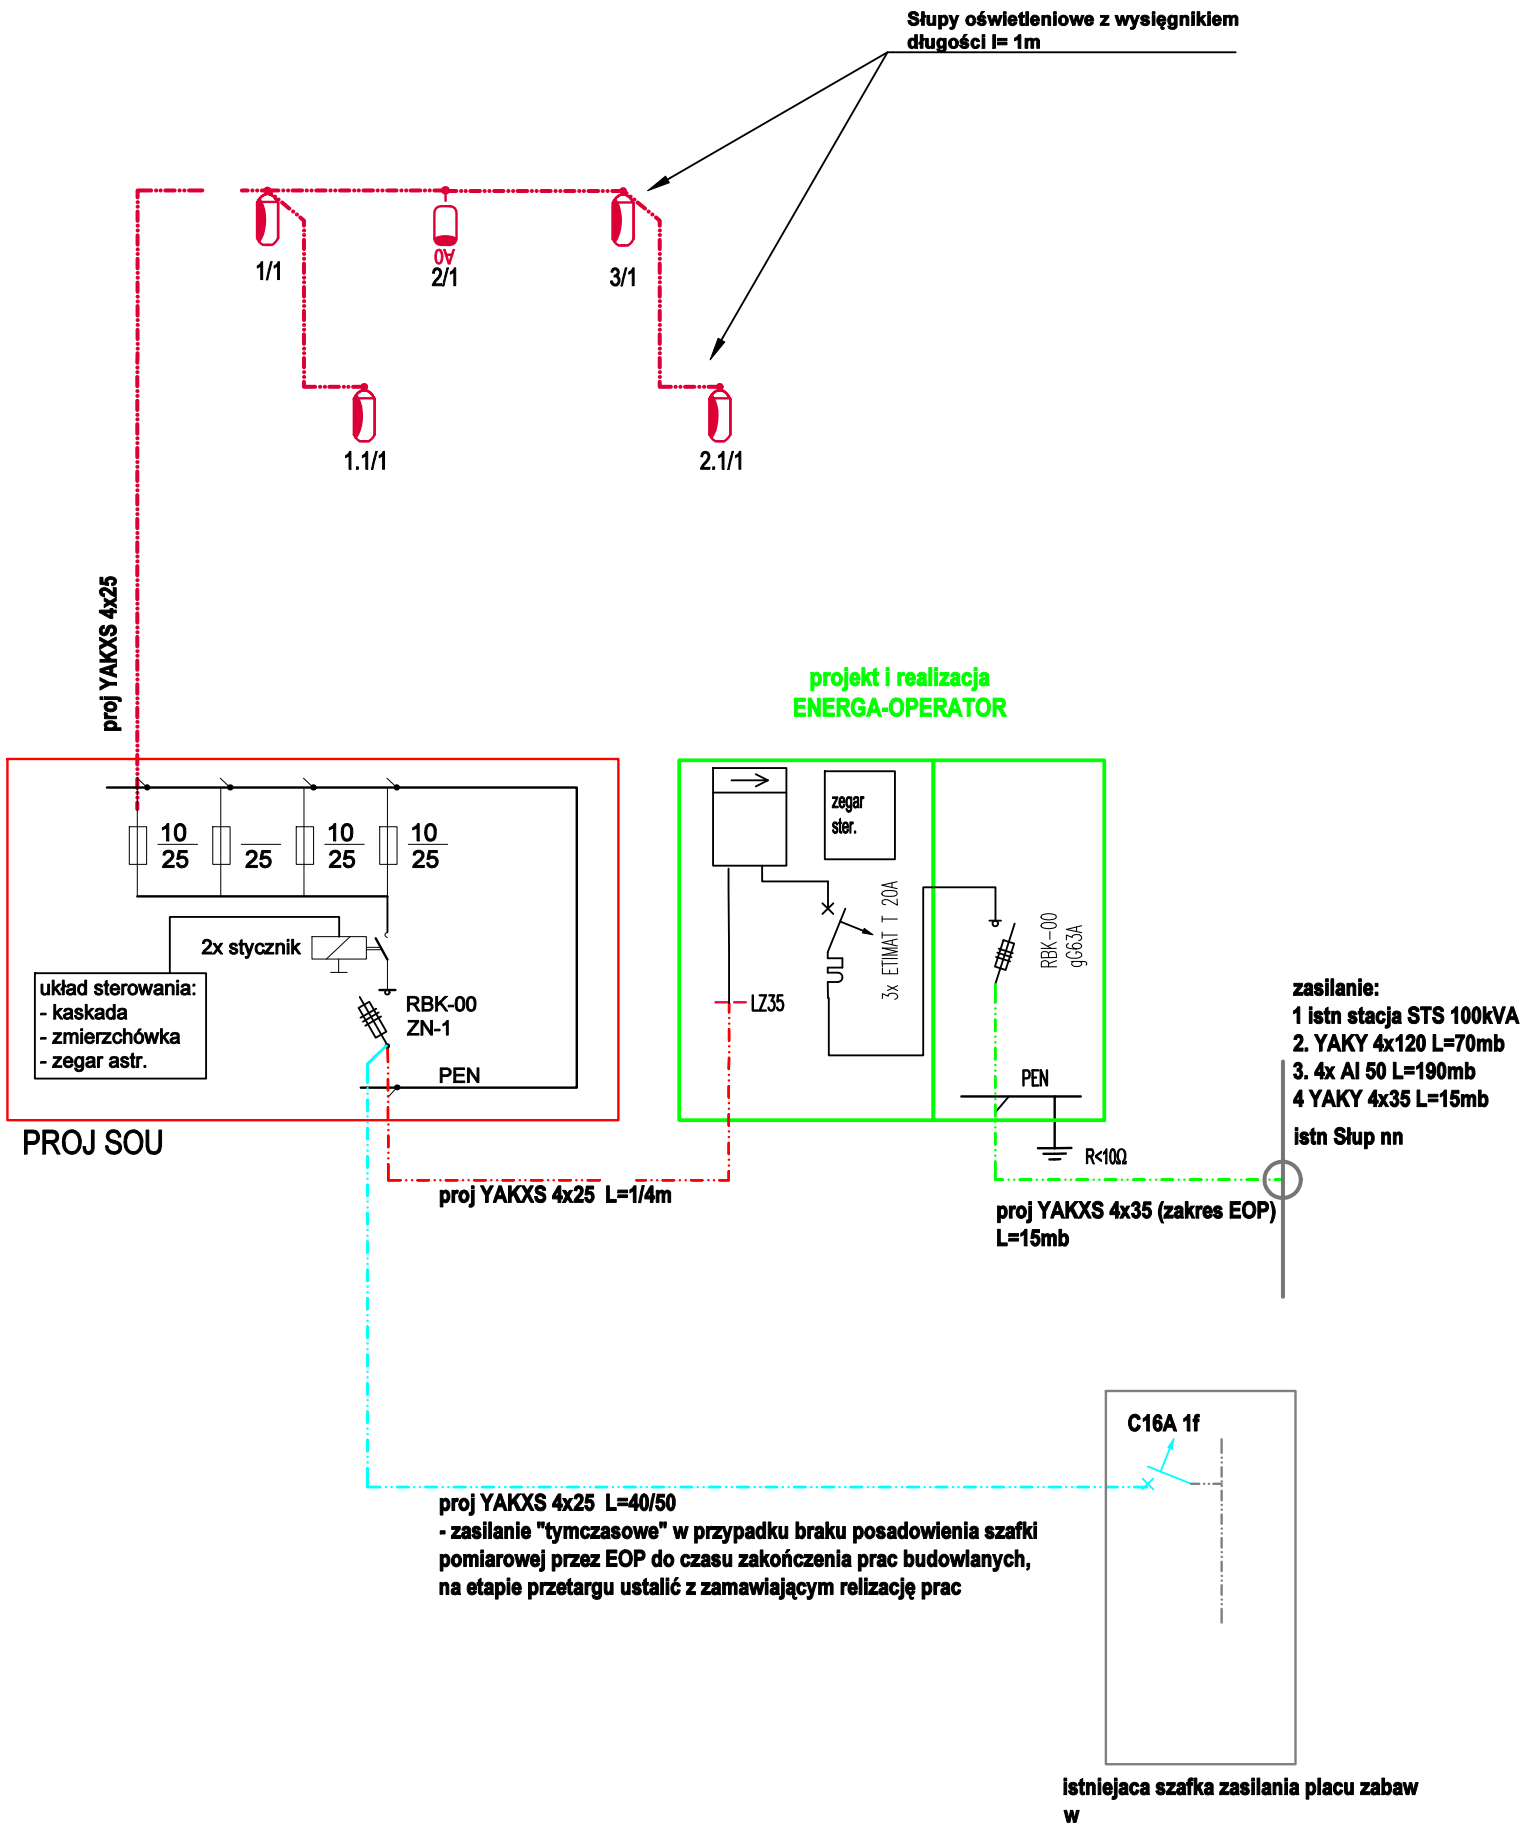 Słupy oświetleniowe z wysięgnikiem
długości l= 1m
1/1
A0
2/1
3/1
1.1/1
2.1/1
proj YAKXS 4x25
projekt i realizacja
ENERGA-OPERATOR
10
25
25
10
25
10
25
2x stycznik
układ sterowania:
- kaskada
- zmierzchówka
- zegar astr.
RBK-00
ZN-1
PEN
PROJ SOU
zegar
ster.
3x ETIMAT T 20A
RBK-00
gG63A
LZ35
PEN
R<10Ω
zasilanie:
1 istn stacja STS 100kVA
2. YAKY 4x120 L=70mb
3. 4x Al 50 L=190mb
4 YAKY 4x35 L=15mb
istn Słup nn
proj YAKXS 4x25 L=1/4m
proj YAKXS 4x35 (zakres EOP)
L=15mb
C16A 1f
proj YAKXS 4x25 L=40/50
- zasilanie "tymczasowe" w przypadku braku posadowienia szafki
pomiarowej przez EOP do czasu zakończenia prac budowlanych,
na etapie przetargu ustalić z zamawiającym relizację prac
istniejaca szafka zasilania placu zabaw
w